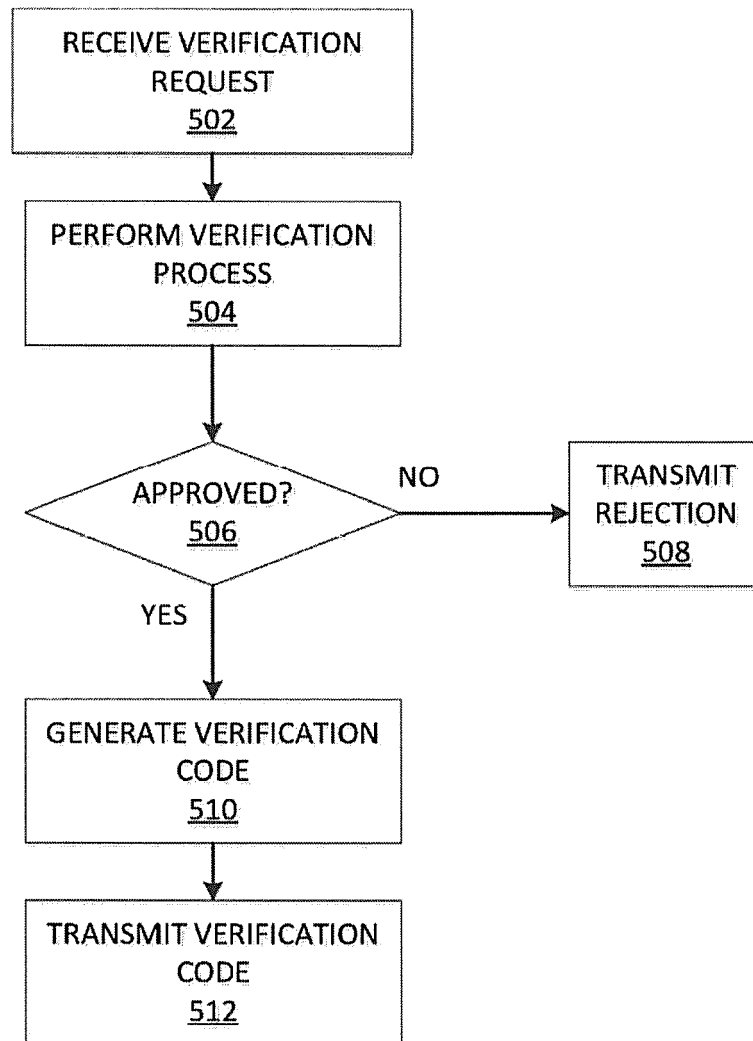 RECEIVE VERIFICATION
REQUEST
502
PERFORM VERIFICATION
PROCESS
504
APPROVED?
506
NO
TRANSMIT
REJECTION
508
YES
GENERATE VERIFICATION
CODE
510
TRANSMIT VERIFICATION
CODE
512